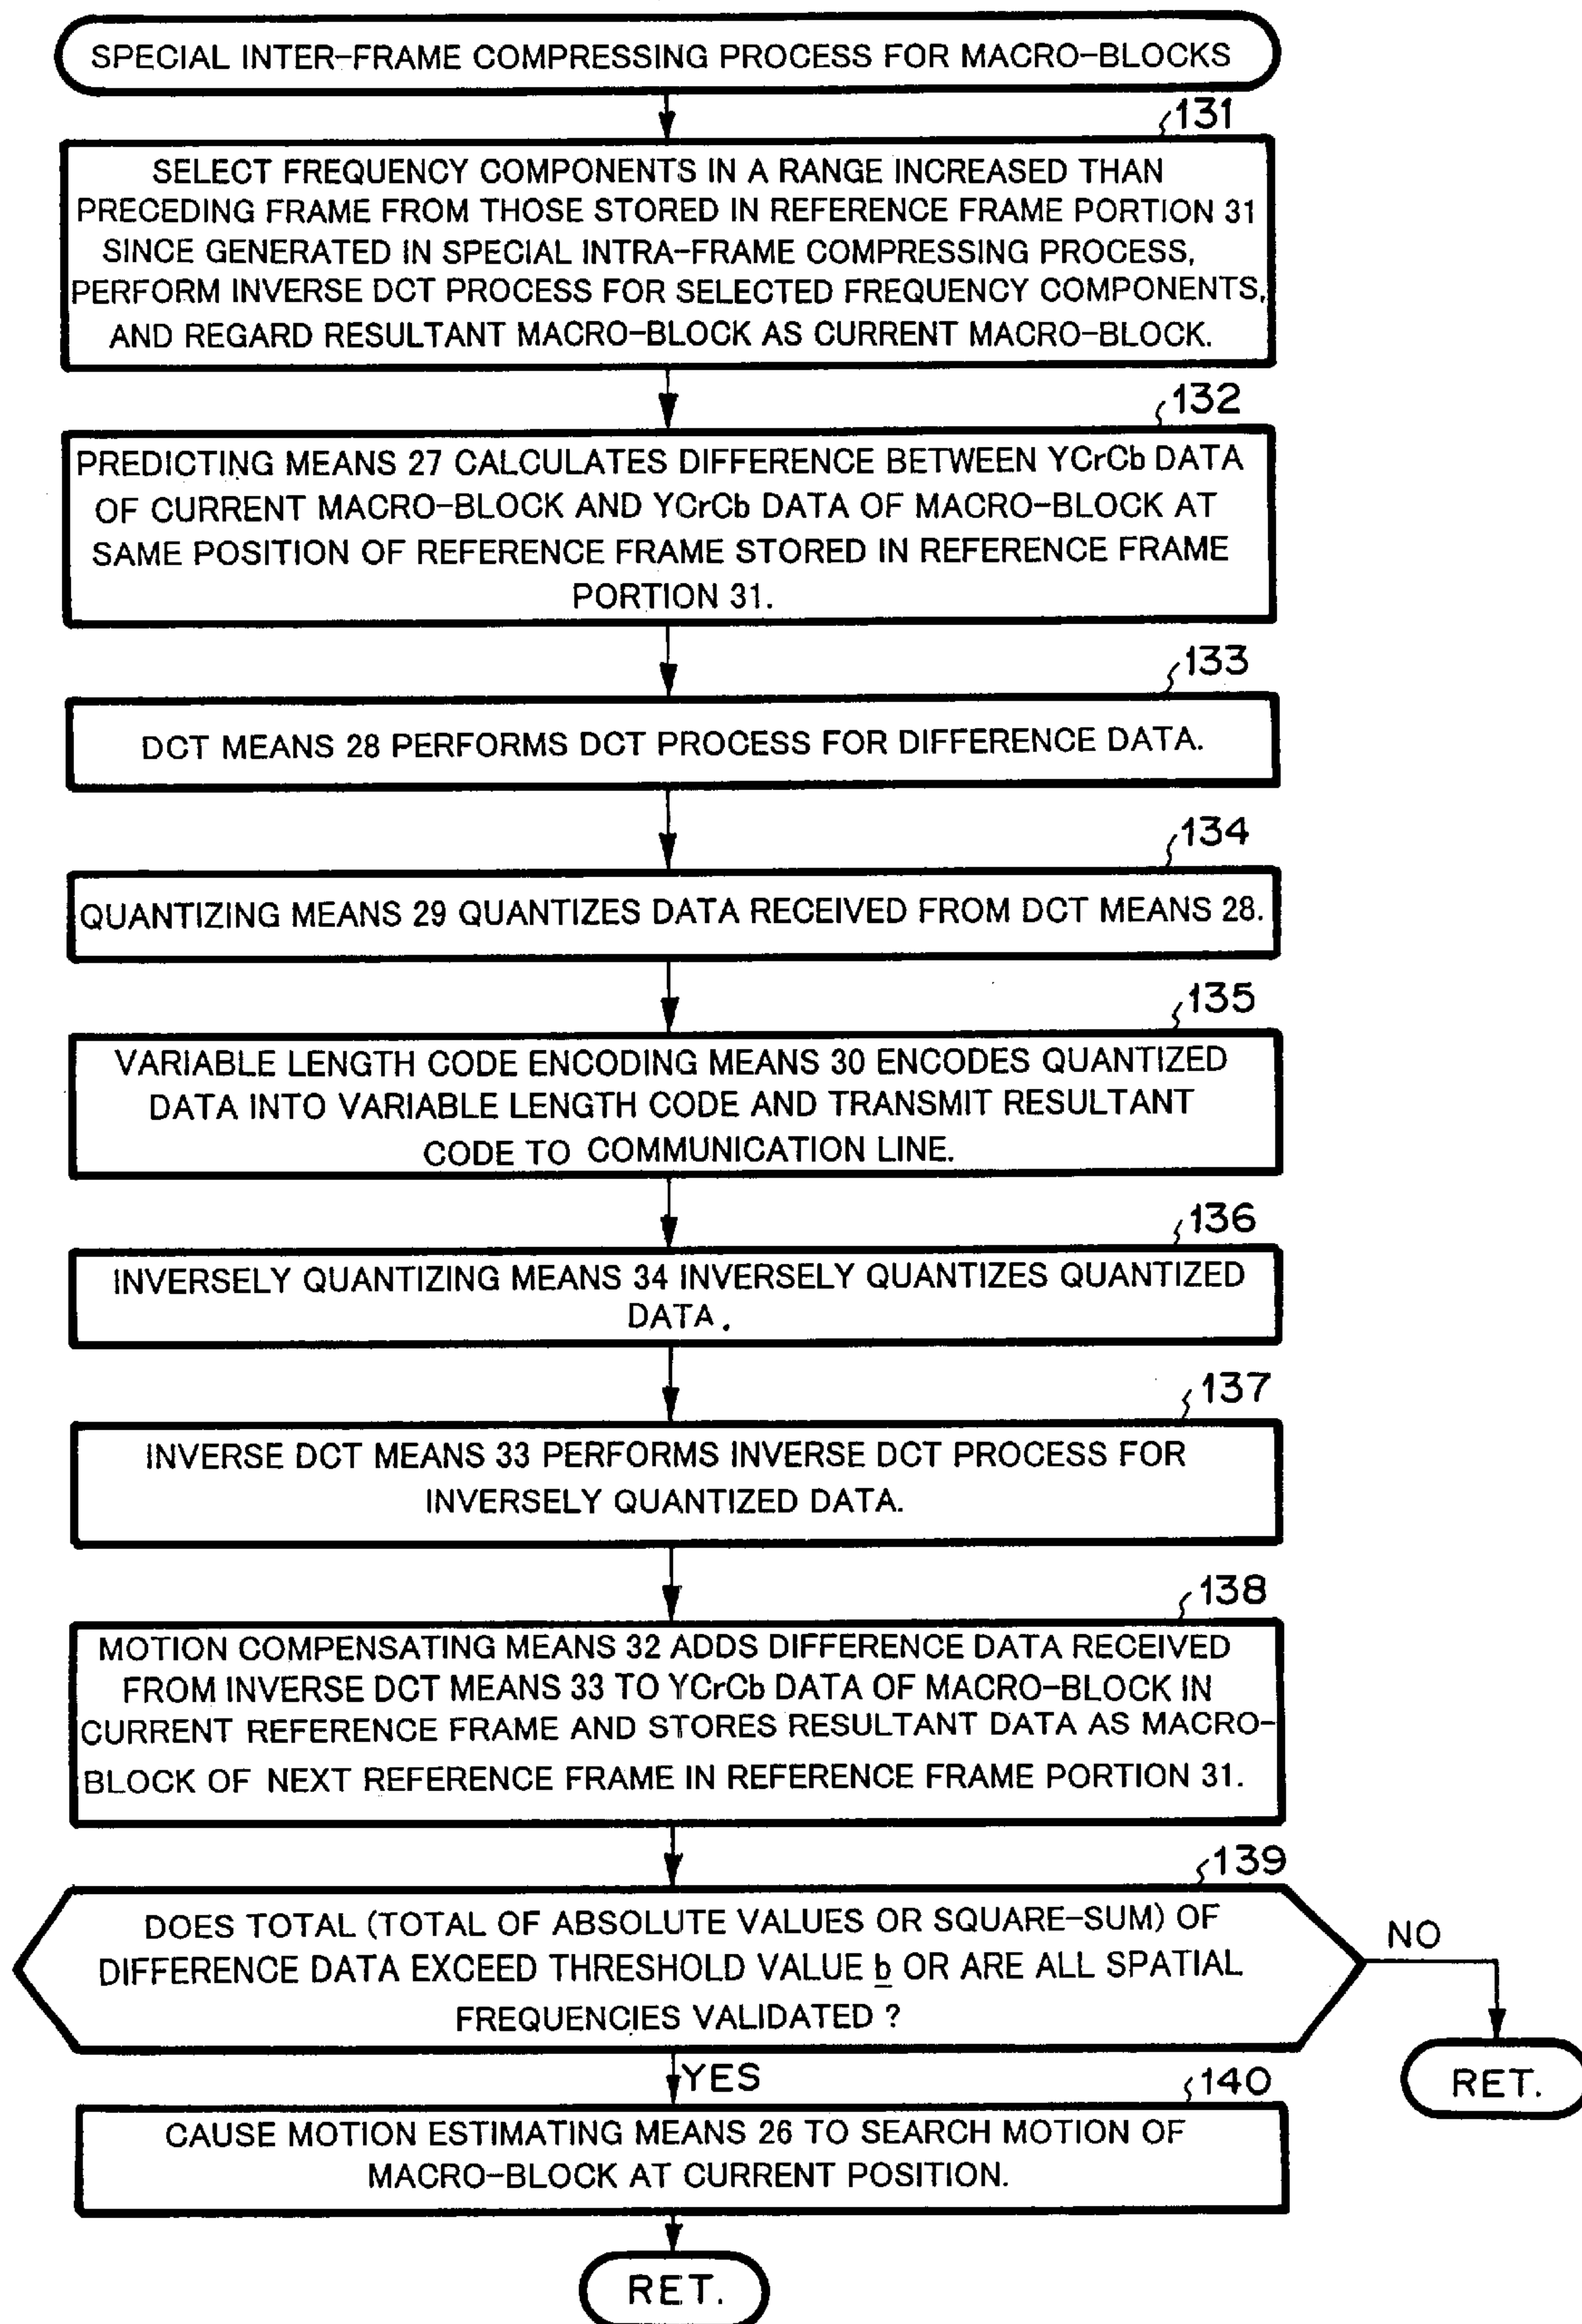 SPECIAL INTER-FRAME COMPRESSING PROCESS FOR MACRO-BLOCKS
131
SELECT FREQUENCY COMPONENTS IN A RANGE INCREASED THAN
PRECEDING FRAME FROM THOSE STORED IN REFERENCE FRAME PORTION 31
SINCE GENERATED IN SPECIAL INTRA-FRAME COMPRESSING PROCESS,
PERFORM INVERSE DCT PROCESS FOR SELECTED FREQUENCY COMPONENTS,
AND REGARD RESULTANT MACRO-BLOCK AS CURRENT MACRO-BLOCK.
132
PREDICTING MEANS 27 CALCULATES DIFFERENCE BETWEEN YCrCb DATA
OF CURRENT MACRO-BLOCK AND YCrCb DATA OF MACRO-BLOCK AT
SAME POSITION OF REFERENCE FRAME STORED IN REFERENCE FRAME
PORTION 31.
133
DCT MEANS 28 PERFORMS DCT PROCESS FOR DIFFERENCE DATA.
134
QUANTIZING MEANS 29 QUANTIZES DATA RECEIVED FROM DCT MEANS 28.
135
VARIABLE LENGTH CODE ENCODING MEANS 30 ENCODES QUANTIZED
DATA INTO VARIABLE LENGTH CODE AND TRANSMIT RESULTANT
CODE TO COMMUNICATION LINE.
136
INVERSELY QUANTIZING MEANS 34 INVERSELY QUANTIZES QUANTIZED
DATA.
137
INVERSE DCT MEANS 33 PERFORMS INVERSE DCT PROCESS FOR
INVERSELY QUANTIZED DATA.
138
MOTION COMPENSATING MEANS 32 ADDS DIFFERENCE DATA RECEIVED
FROM INVERSE DCT MEANS 33 TO YCrCb DATA OF MACRO-BLOCK IN
CURRENT REFERENCE FRAME AND STORES RESULTANT DATA AS MACRO-
BLOCK OF NEXT REFERENCE FRAME IN REFERENCE FRAME PORTION 31.
139
DOES TOTAL (TOTAL OF ABSOLUTE VALUES OR SQUARE-SUM) OF
DIFFERENCE DATA EXCEED THRESHOLD VALUE b OR ARE ALL SPATIAL
FREQUENCIES VALIDATED ?
NO
RET.
YES
140
CAUSE MOTION ESTIMATING MEANS 26 TO SEARCH MOTION OF
MACRO-BLOCK AT CURRENT POSITION.
RET.